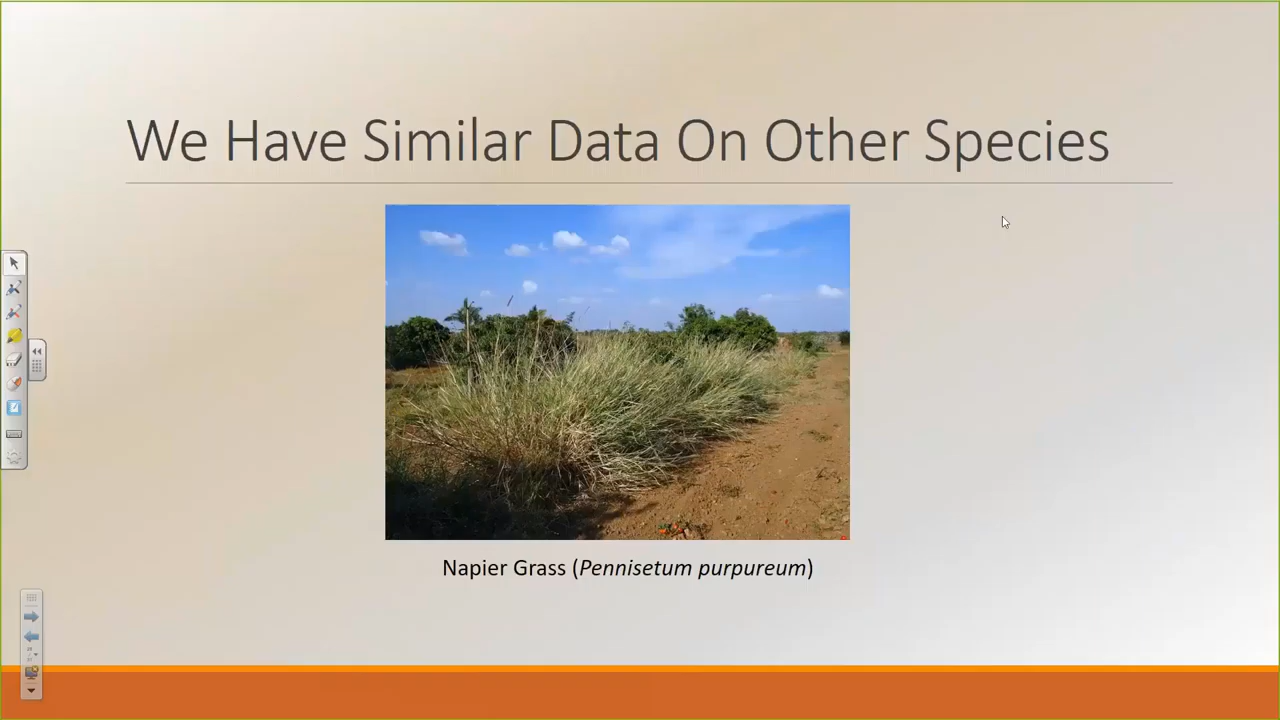 We Have Similar Data On Other Species
Napier Grass (Pennisetum purpureum)